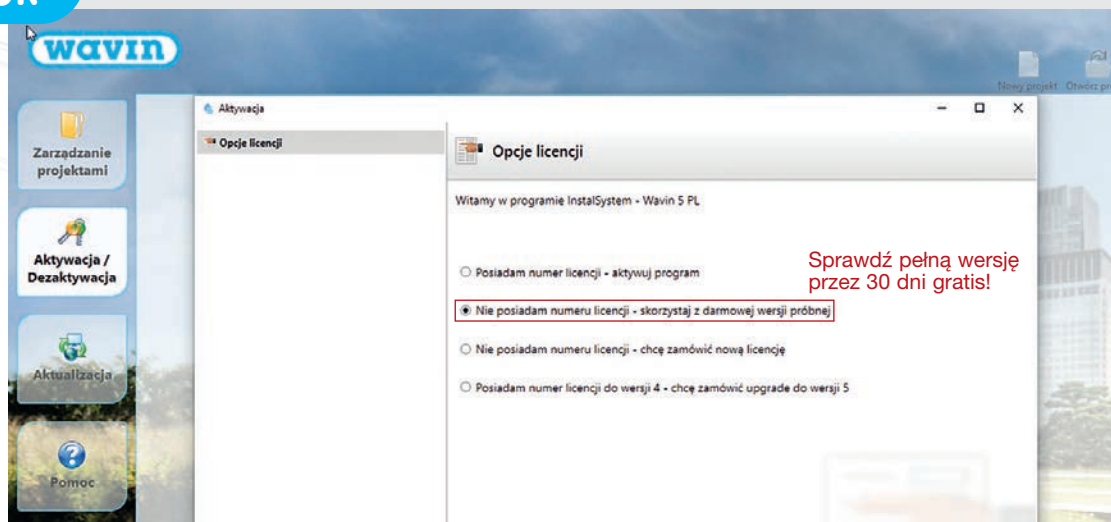 wavin
Nowy projekt
Zarządzanie
projektami
Aktywacja /
Dezaktywacja
Aktualizacja
Pomoc
Aktywacja
Opcje licencji
Opcje licencji
Witamy w programie InstalSystem - Wavin 5 PL
Posiadam numer licencji - aktywuj program
Sprawdź pełną wersję
przez 30 dni gratis!
Nie posiadam numeru licencji - skorzystaj z darmowej wersji próbnej
Nie posiadam numeru licencji - chcę zamówić nową licencję
Posiadam numer licencji do wersji 4 - chcę zamówić upgrade do wersji 5